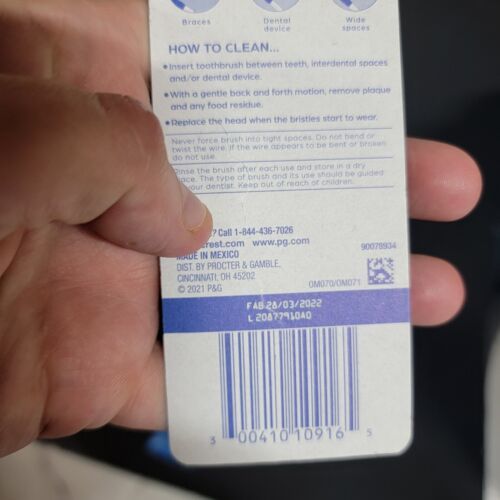 Braces
Dental
device
Wide
spaces
HOW TO CLEAN...
•Insert toothbrush between teeth, interdental spaces
and/or dental device.
•With a gentle back and forth motion, remove plaque
and any food residue.
•Replace the head when the bristles start to wear.
Never force brush into tight spaces. Do not bend or
twist the wire. If the wire appears to be bent or broken
do not use.
Rinse the brush after each use and store in a dry
The type of brush and its use should be guided
your dentist. Keep out of reach of children.
? Call 1-844-436-7026
rest.com www.pg.com
MADE IN MEXICO
90079934
DIST. BY PROCTER & GAMBLE,
CINCINNATI, OH 45202
© 2021 P&G
OM070/OM071
FAB 28/03/2022
L 20877910A0
3 00410 10916 5